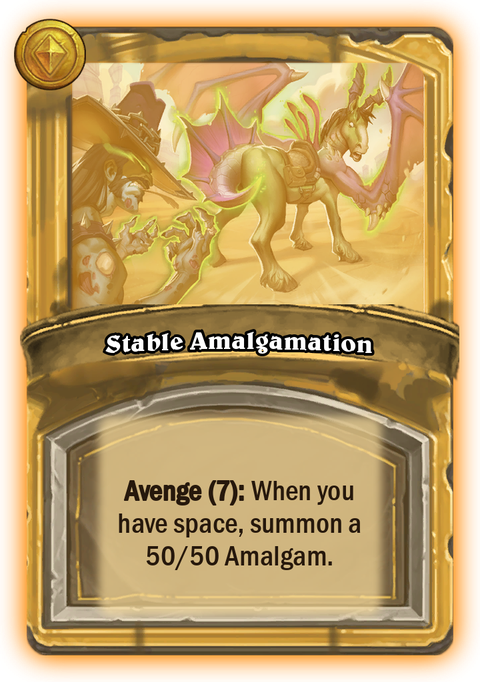 Stable Amalgamation
Avenge (7): When you
have space, summon a
50/50 Amalgam.